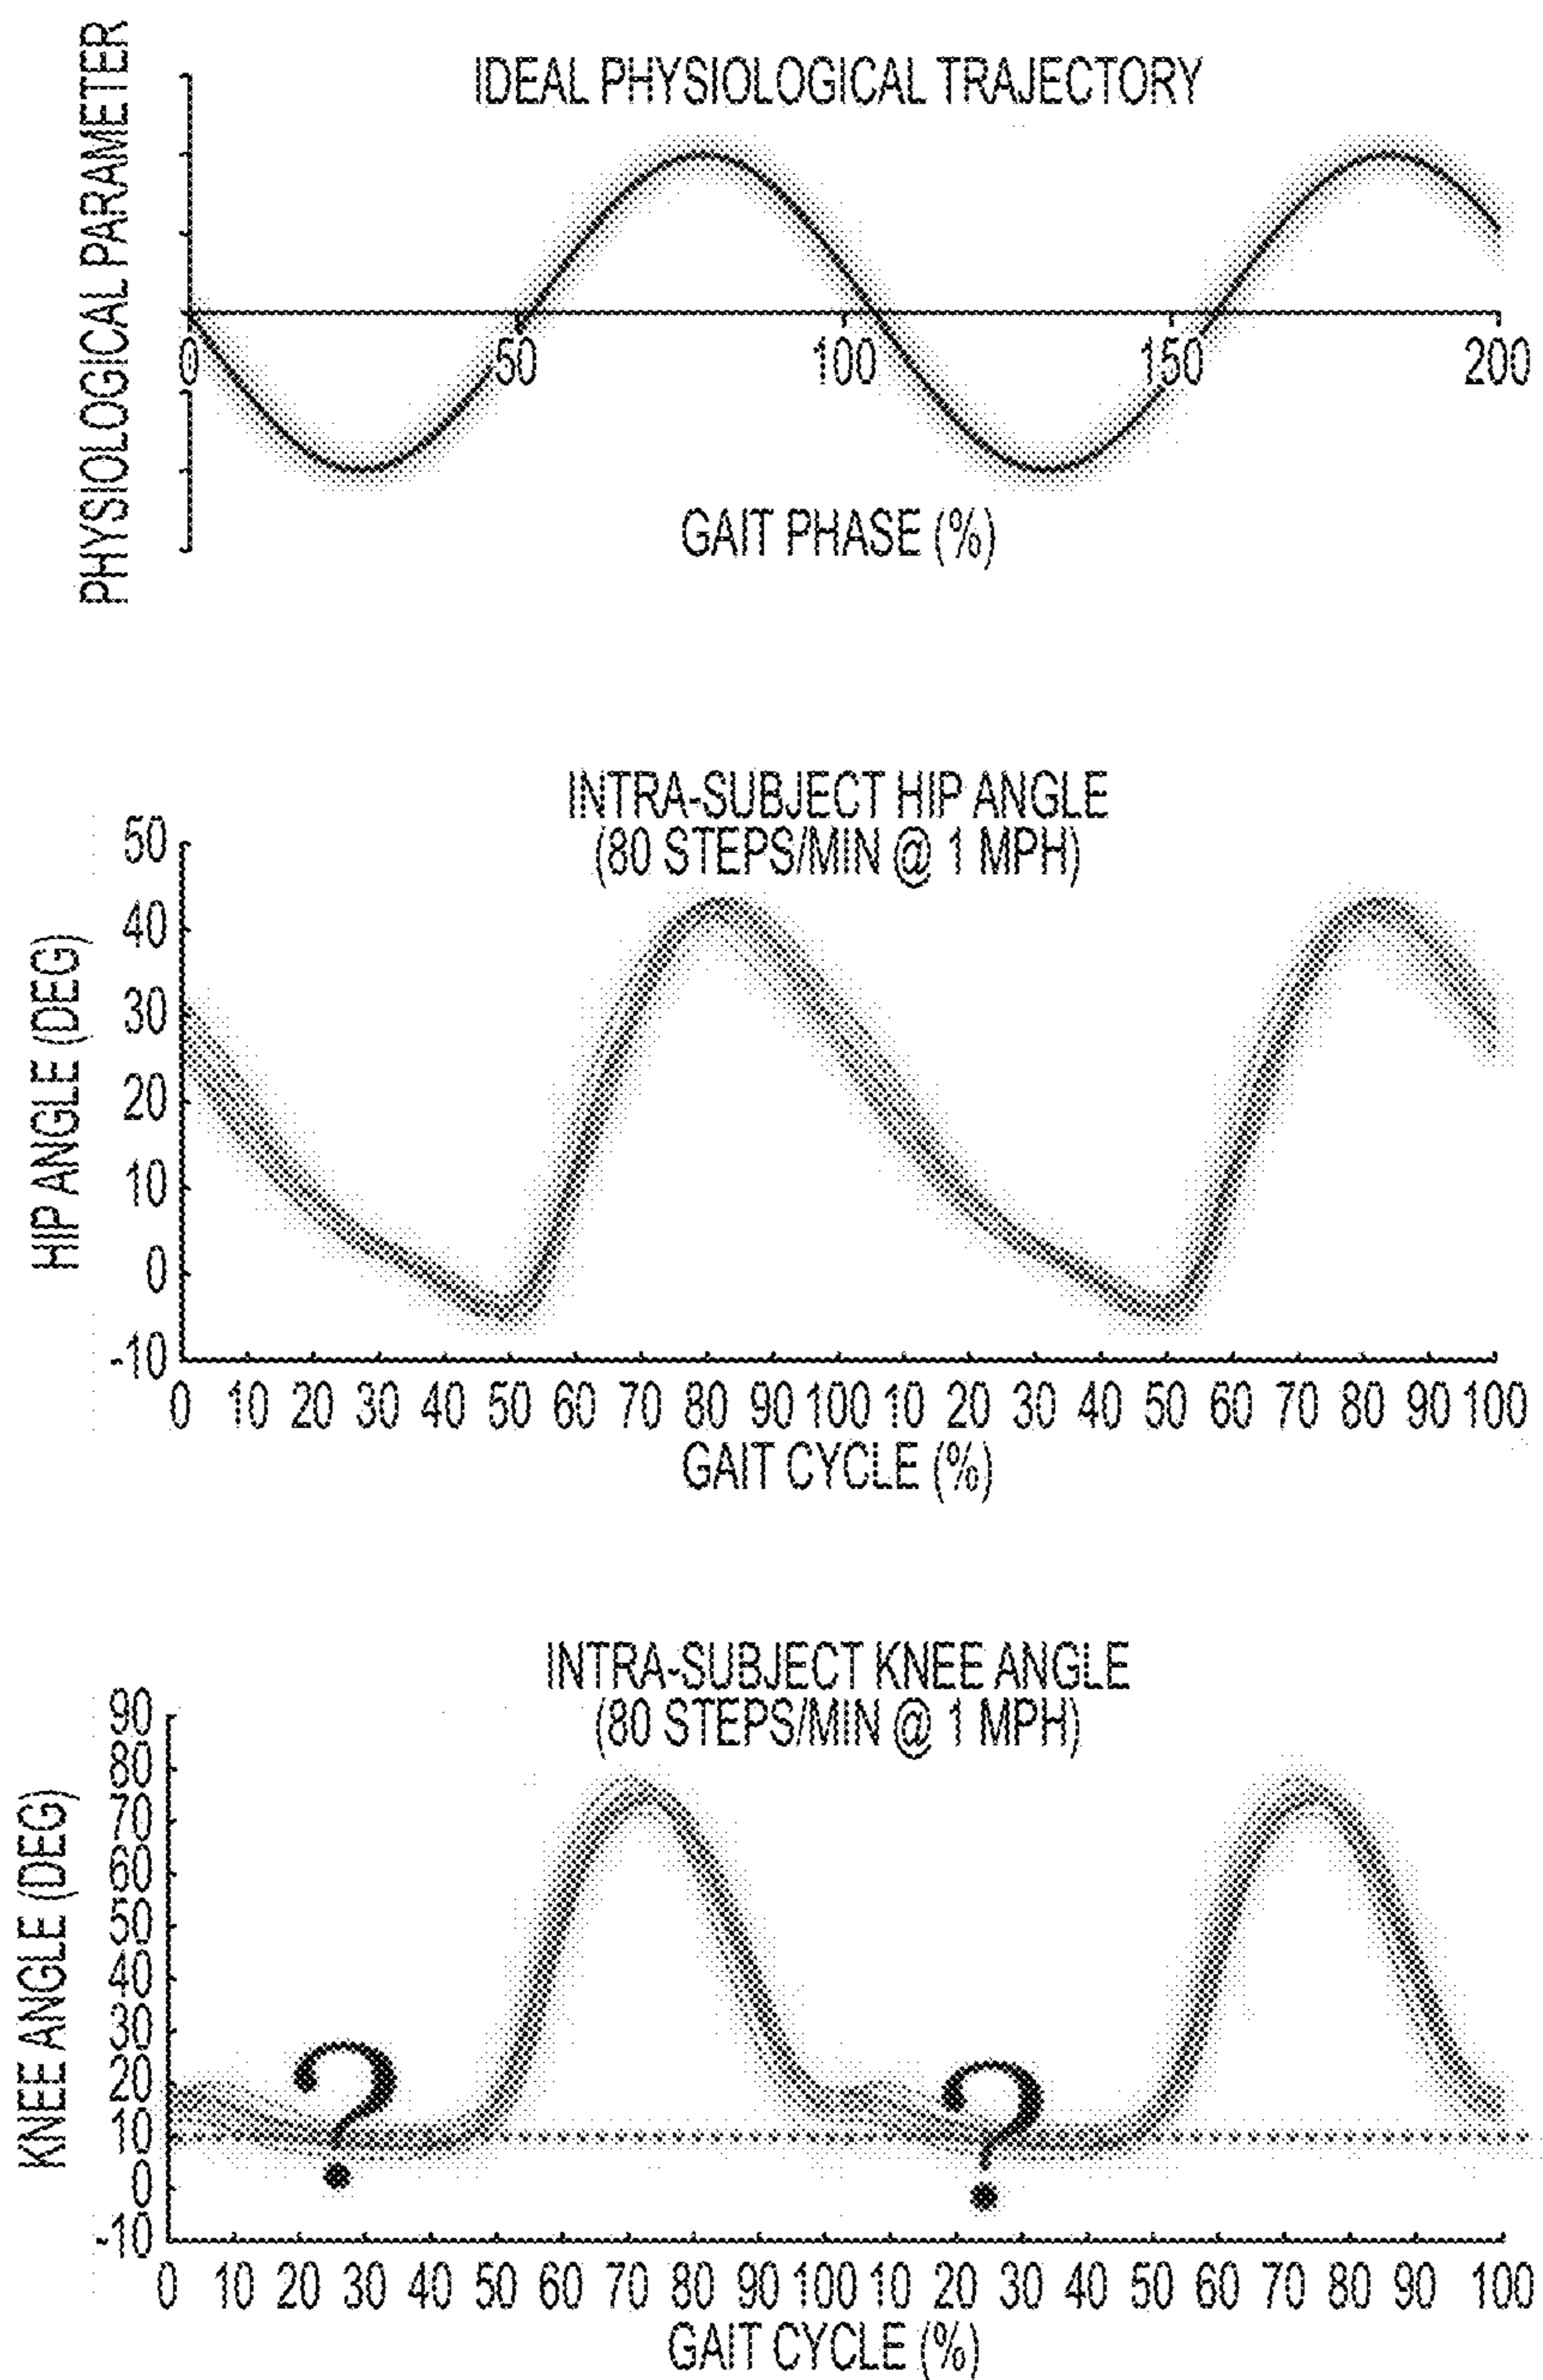 IDEAL PHYSIOLOGICAL TRAJECTORY
PHYSIOLOGICAL PARAMETER
0 50 100 150 200
GAIT PHASE (%)
INTRA-SUBJECT HIP ANGLE
(80 STEPS/MIN @ 1 MPH)
HIP ANGLE (DEG)
50
40
30
20
10
0
-10
0 10 20 30 40 50 60 70 80 90 100 10 20 30 40 50 60 70 80 90 100
GAIT CYCLE (%)
INTRA-SUBJECT KNEE ANGLE
(80 STEPS/MIN @ 1 MPH)
KNEE ANGLE (DEG)
90
80
70
60
50
40
30
20
10
0
-10
? ?
0 10 20 30 40 50 60 70 80 90 100 10 20 30 40 50 60 70 80 90 100
GAIT CYCLE (%)